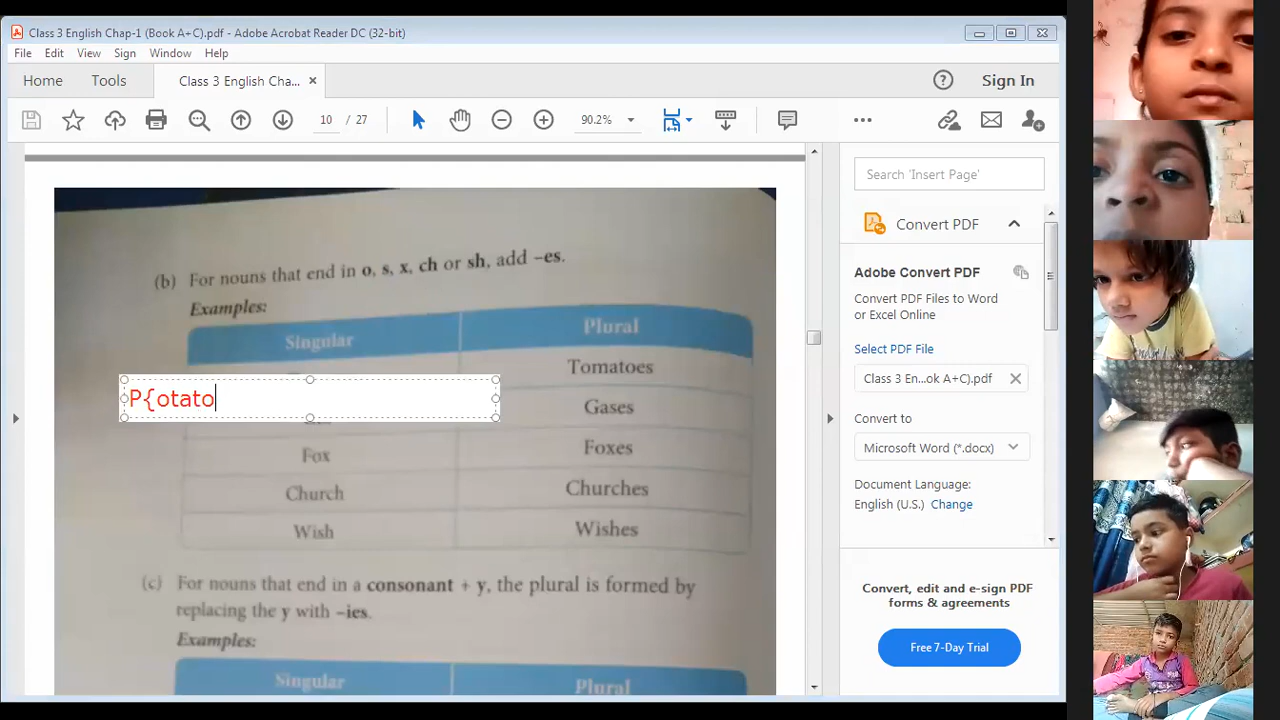 Class 3 English Chap-1 (Book A+C).pdf - Adobe Acrobat Reader DC (32-bit)
File Edit View Sign Window Help
Home Tools Class 3 English Cha... × Sign In
10 / 27 90.2%
(b) For nouns that end in o, s, x, ch or sh, add –es.
Examples:
Singular Plural
Tomatoes
P{otato Gases
Fox Foxes
Church Churches
Wish Wishes
(c) For nouns that end in a consonant + y, the plural is formed by
replacing the y with –ies.
Examples:
Singular Plural
Search 'Insert Page'
Convert PDF
Adobe Convert PDF
Convert PDF Files to Word
or Excel Online
Select PDF File
Class 3 En...ok A+C).pdf
Convert to
Microsoft Word (*.docx)
Document Language:
English (U.S.) Change
Convert, edit and e-sign PDF
forms & agreements
Free 7-Day Trial